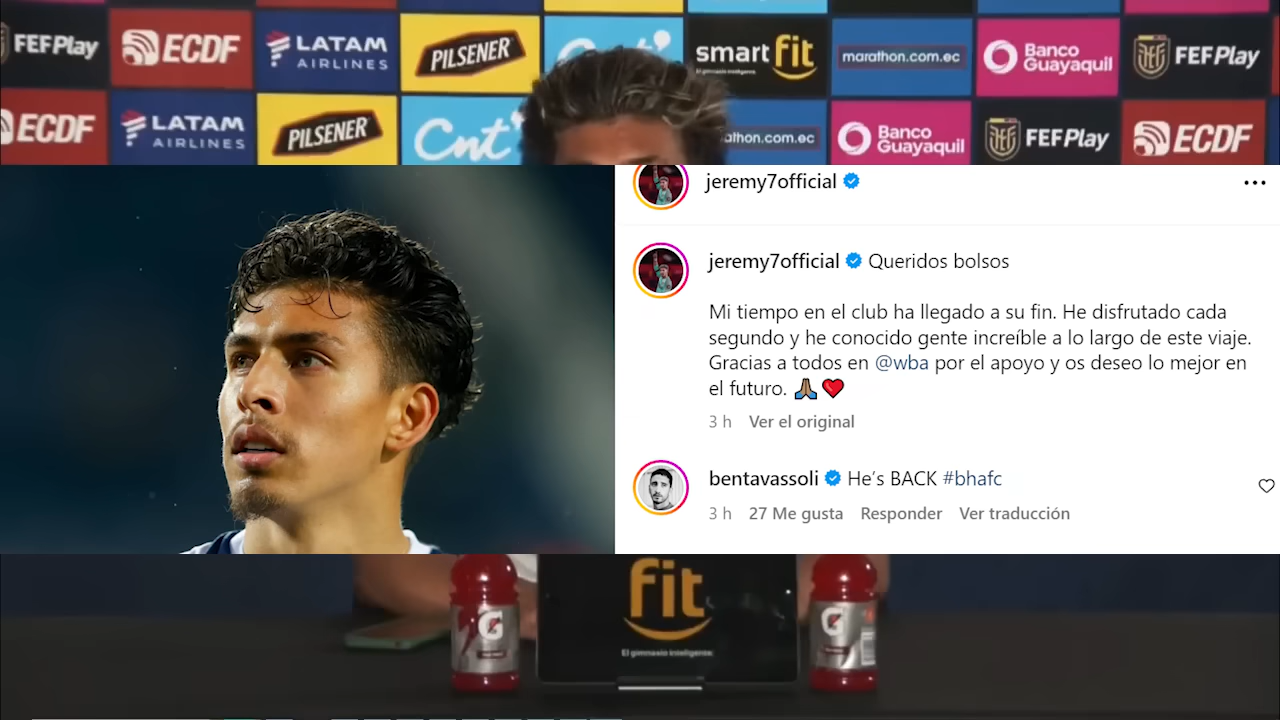 FEFPlay
ECDF
LATAM
AIRLINES
PILSENER
smart fit
El gimnasio inteligente.
marathon.com.ec
Banco
Guayaquil
FEFPlay
ECDF
LATAM
AIRLINES
PILSENER
Cnt
athon.com.ec
Banco
Guayaquil
FEFPlay
ECDF
jeremy7official
jeremy7official Queridos bolsos
Mi tiempo en el club ha llegado a su fin. He disfrutado cada
segundo y he conocido gente increíble a lo largo de este viaje.
Gracias a todos en @wba por el apoyo y os deseo lo mejor en
el futuro. 🙏🏽❤️
3 h Ver el original
bentavassoli He's BACK #bhafc
3 h 27 Me gusta Responder Ver traducción
fit
El gimnasio inteligente.
G
G